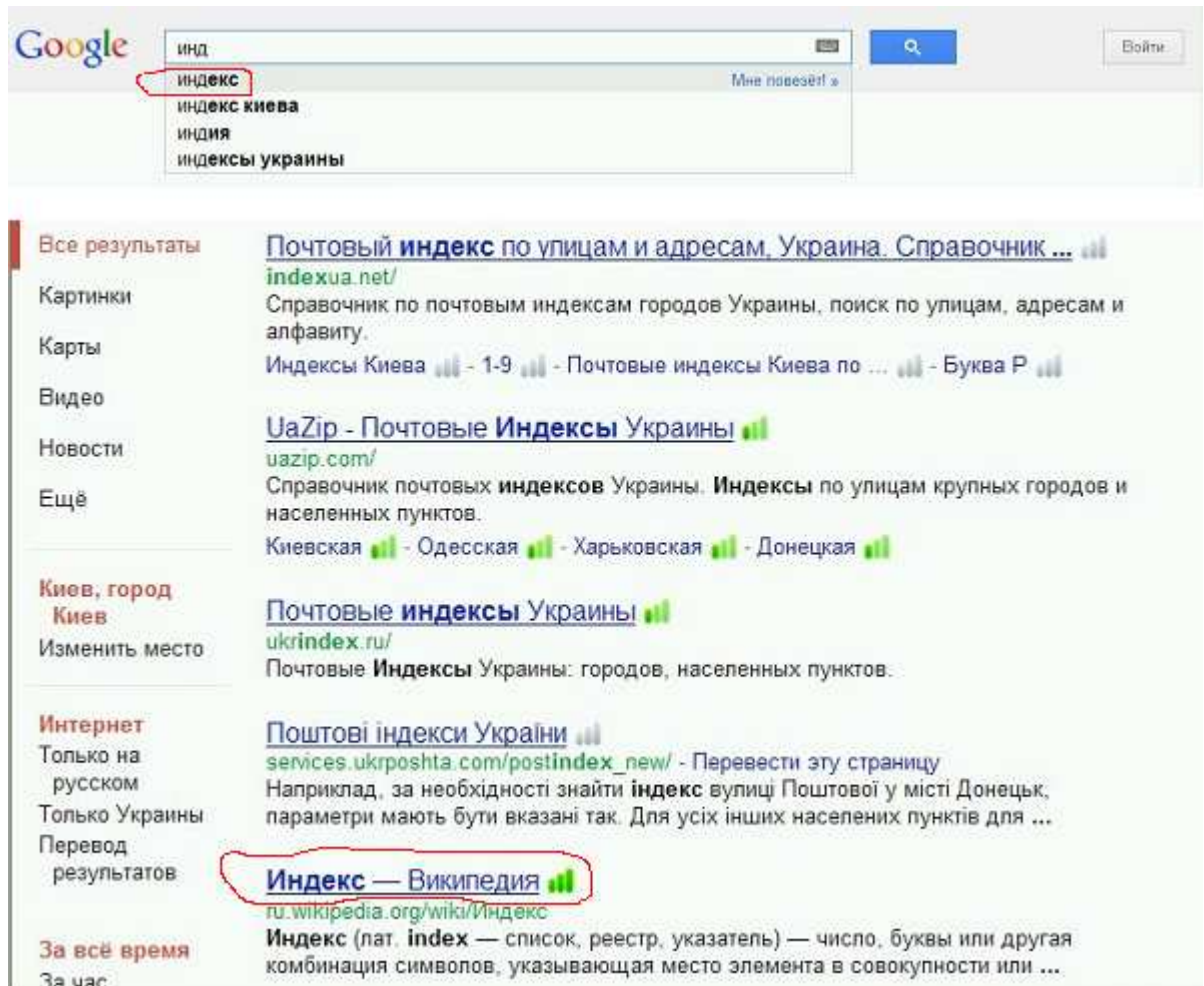 Google
инд
Войти
индекс
Мне повезёт! »
индекс киева
индия
индексы украины
Все результаты
Картинки
Карты
Видео
Новости
Ещё
Киев, город
Киев
Изменить место
Интернет
Только на
русском
Только Украины
Перевод
результатов
За всё время
За час
Почтовый индекс по улицам и адресам, Украина. Справочник ...
indexua.net/
Справочник по почтовым индексам городов Украины, поиск по улицам, адресам и
алфавиту.
Индексы Киева - 1-9 - Почтовые индексы Киева по ... - Буква Р
UaZip - Почтовые Индексы Украины
uazip.com/
Справочник почтовых индексов Украины. Индексы по улицам крупных городов и
населенных пунктов.
Киевская - Одесская - Харьковская - Донецкая
Почтовые индексы Украины
ukrindex.ru/
Почтовые Индексы Украины: городов, населенных пунктов.
Поштові індекси України
services.ukrposhta.com/postindex_new/ - Перевести эту страницу
Наприклад, за необхідності знайти індекс вулиці Поштової у місті Донецьк,
параметри мають бути вказані так. Для усіх інших населених пунктів для ...
Индекс — Википедия
ru.wikipedia.org/wiki/Индекс
Индекс (лат. index — список, реестр, указатель) — число, буквы или другая
комбинация символов, указывающая место элемента в совокупности или ...